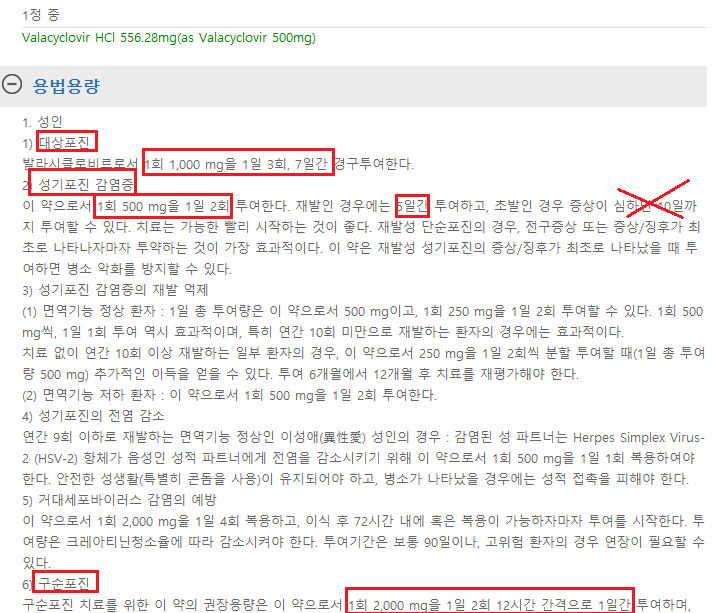 1정 중
Valacyclovir HCl 556.28mg(as Valacyclovir 500mg)
용법용량
1. 성인
1) 대상포진
발라시클로비르로서 1회 1,000 mg을 1일 3회, 7일간 경구투여한다.
2) 성기포진 감염증
이 약으로서 1회 500 mg을 1일 2회 투여한다. 재발인 경우에는 5일간 투여하고, 초발인 경우 증상이 심하면 10일까
지 투여할 수 있다. 치료는 가능한 빨리 시작하는 것이 좋다. 재발성 단순포진의 경우, 전구증상 또는 증상/징후가 최
초로 나타나자마자 투약하는 것이 가장 효과적이다. 이 약은 재발성 성기포진의 증상/징후가 최초로 나타났을 때 투
여하면 병소 악화를 방지할 수 있다.
3) 성기포진 감염증의 재발 억제
(1) 면역기능 정상 환자 : 1일 총 투여량은 이 약으로서 500 mg이고, 1회 250 mg을 1일 2회 투여할 수 있다. 1회 500
mg씩, 1일 1회 투여 역시 효과적이며, 특히 연간 10회 미만으로 재발하는 환자의 경우에는 효과적이다.
치료 없이 연간 10회 이상 재발하는 일부 환자의 경우, 이 약으로서 250 mg을 1일 2회씩 분할 투여할 때(1일 총 투여
량 500 mg) 추가적인 이득을 얻을 수 있다. 투여 6개월에서 12개월 후 치료를 재평가해야 한다.
(2) 면역기능 저하 환자 : 이 약으로서 1회 500 mg을 1일 2회 투여한다.
4) 성기포진의 전염 감소
연간 9회 이하로 재발하는 면역기능 정상인 이성애(異性愛) 성인의 경우 : 감염된 성 파트너는 Herpes Simplex Virus-
2 (HSV-2) 항체가 음성인 성적 파트너에게 전염을 감소시키기 위해 이 약으로서 1회 500 mg을 1일 1회 복용하여야
한다. 안전한 성생활(특별히 콘돔을 사용)이 유지되어야 하고, 병소가 나타났을 경우에는 성적 접촉을 피해야 한다.
5) 거대세포바이러스 감염의 예방
이 약으로서 1회 2,000 mg을 1일 4회 복용하고, 이식 후 72시간 내에 혹은 복용이 가능하자마자 투여를 시작한다. 투
여량은 크레아티닌청소율에 따라 감소시켜야 한다. 투여기간은 보통 90일이나, 고위험 환자의 경우 연장이 필요할 수
있다.
6) 구순포진
구순포진 치료를 위한 이 약의 권장용량은 이 약으로서 1회 2,000 mg을 1일 2회 12시간 간격으로 1일간 투여하며,